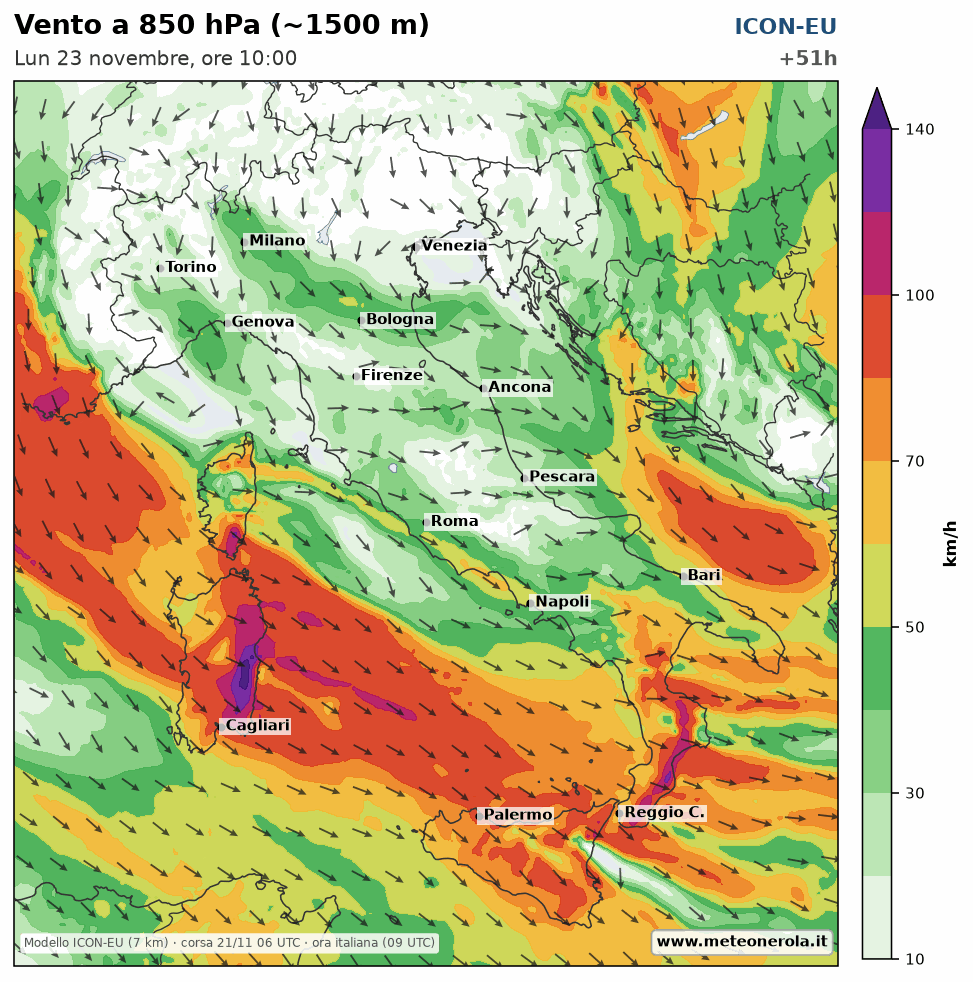 Vento a 850 hPa (~1500 m)
ICON-EU
Lun 23 novembre, ore 10:00
+51h
Milano
Venezia
Torino
Genova
Bologna
Firenze
Ancona
Pescara
Roma
Bari
Napoli
Cagliari
Palermo
Reggio C.
140
100
70
50
30
10
km/h
Modello ICON-EU (7 km) · corsa 21/11 06 UTC · ora italiana (09 UTC)
www.meteonerola.it